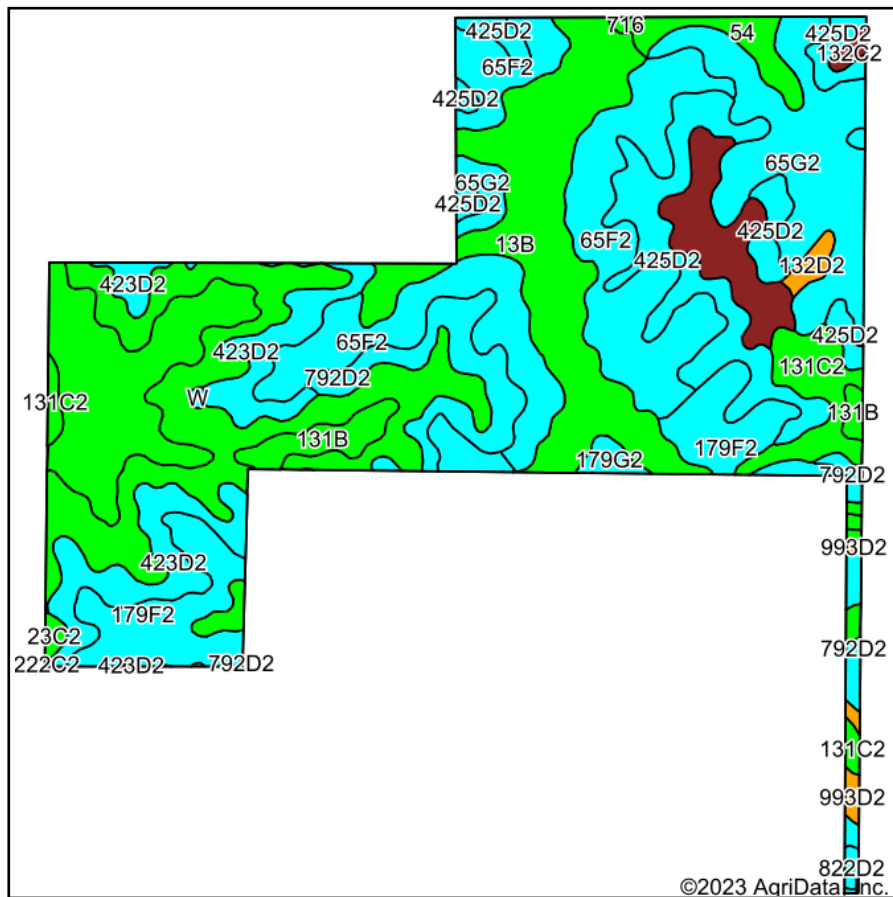 425D2
716
54
425D2
132C2
65F2
425D2
65G2
65G2
425D2
425D2
13B
65F2
425D2
132D2
423D2
425D2
65F2
423D2
131C2
792D2
W
131C2
131B
131B
179F2
179G2
792D2
993D2
423D2
179F2
23C2
792D2
222C2
423D2
792D2
131C2
993D2
822D2
©2023 AgriData, Inc.